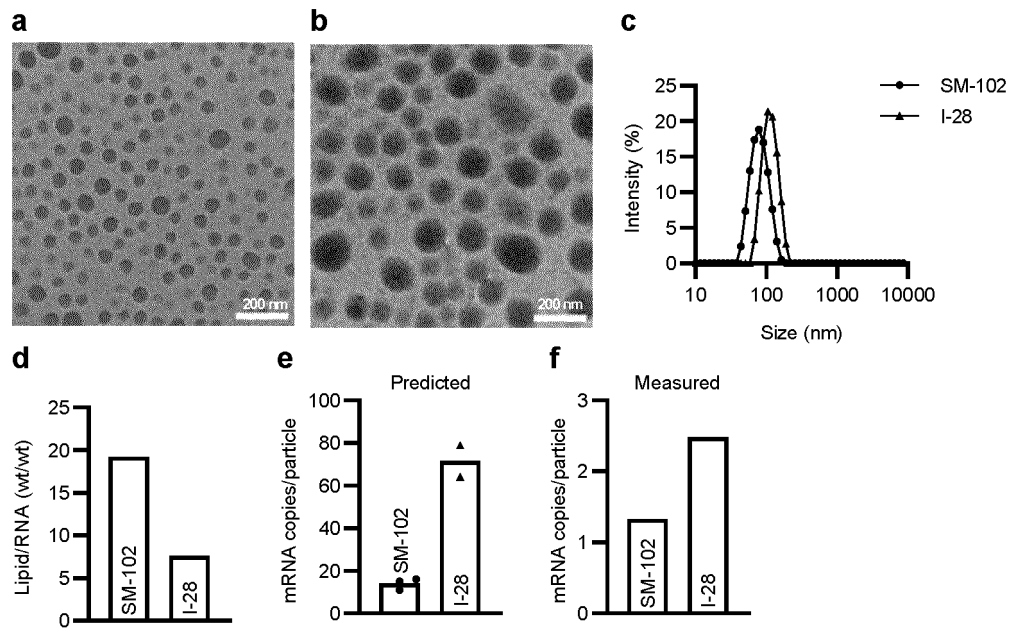 a
b
c
200 nm
200 nm
SM-102
I-28
25
20
15
10
5
0
Intensity (%)
10
100
1000
10000
Size (nm)
d
e
f
Lipid/RNA (wt/wt)
25
20
15
10
5
0
SM-102
I-28
Predicted
mRNA copies/particle
100
80
60
40
20
0
SM-102
I-28
Measured
mRNA copies/particle
3
2
1
0
SM-102
I-28